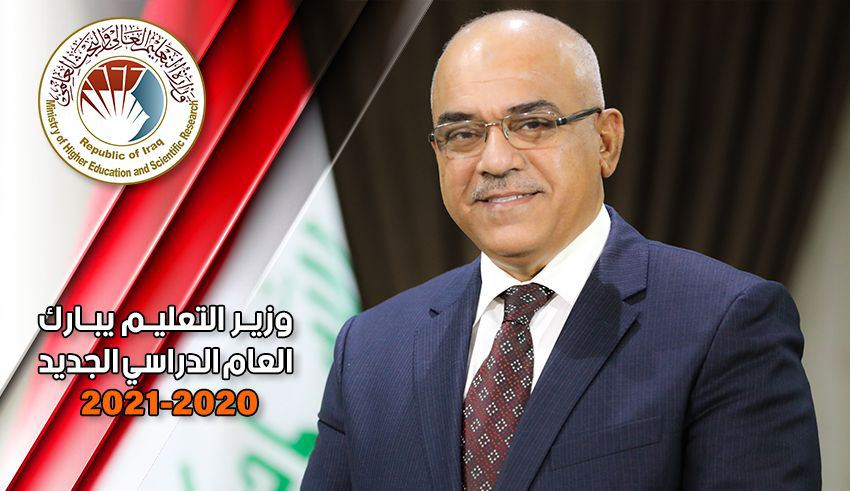 وزارة التعليم العالي والبحث العلمي
Republic of Iraq
Ministry of Higher Education and Scientific Research
وزير التعليم يبارك
العام الدراسي الجديد
2021-2020